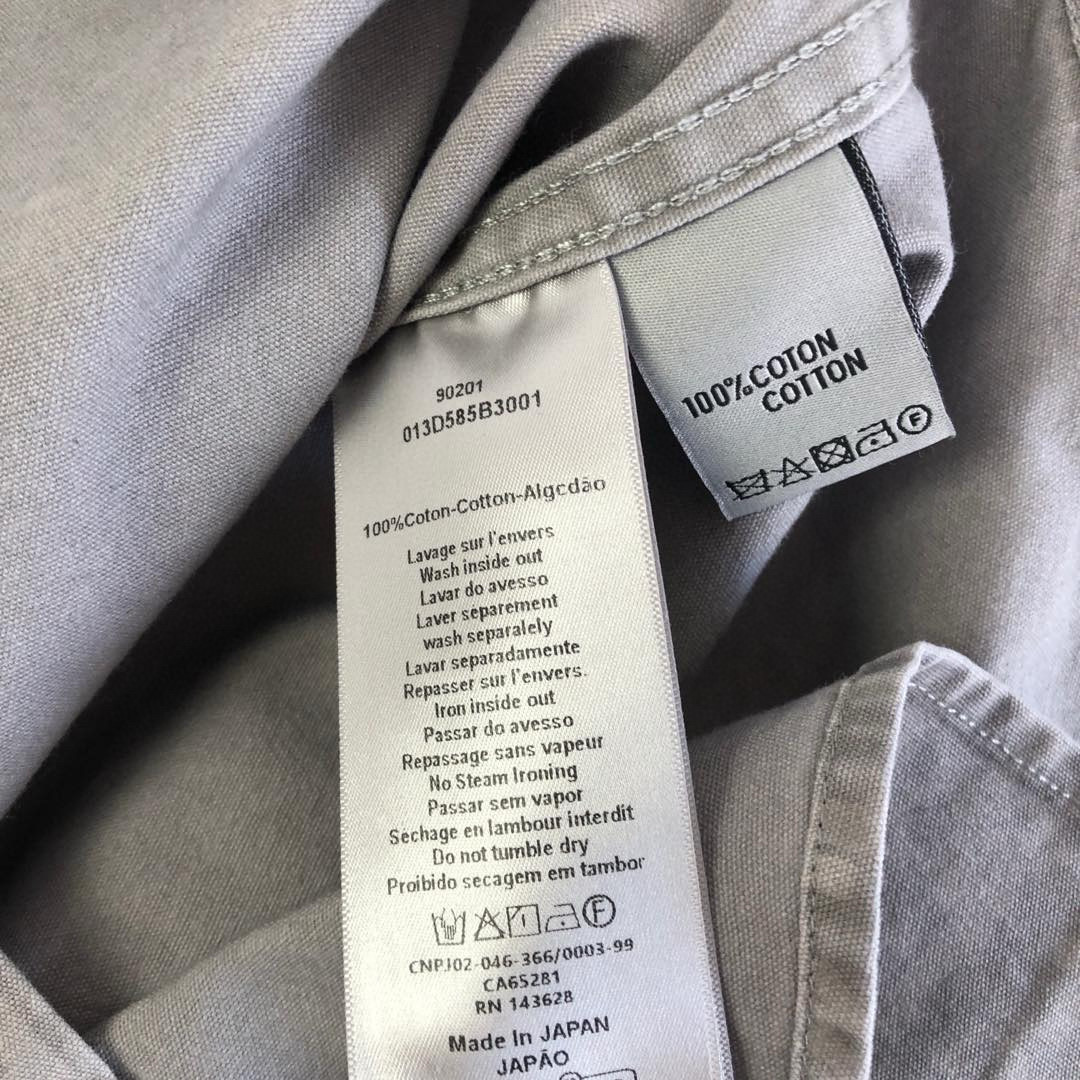 90201
013D585B3001
100%Coton-Cotton-Algcdão
Lavage sur l'envers
Wash inside out
Lavar do avesso
Laver séparement
wash separalely
Lavar separadamente
Repasser sur l'envers.
Iron inside out
Passar do avesso
Repassage sans vapeur
No Steam Ironing
Passar sem vapor
Sechage en lambour interdit
Do not tumble dry
Proibido secagem em tambor
F
CNPJ02-046-366/0003-99
CA65281
RN 143628
Made In JAPAN
JAPÃO
100%COTON
COTTON
F